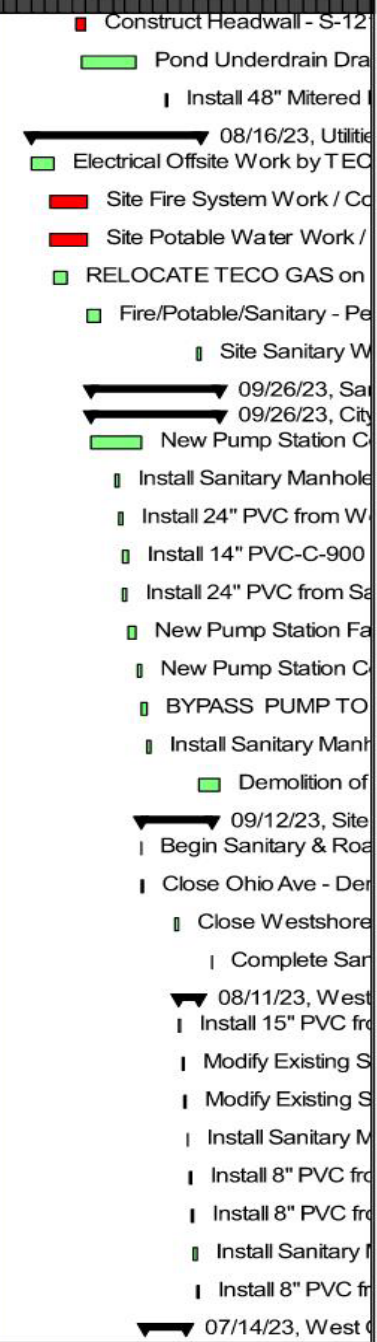 Construct Headwall - S-12
Pond Underdrain Dra
Install 48" Mitered
08/16/23, Utilitie
Electrical Offsite Work by TEC
Site Fire System Work / Co
Site Potable Water Work /
RELOCATE TECO GAS on
Fire/Potable/Sanitary - Pe
Site Sanitary W
09/26/23, Sa
09/26/23, City
New Pump Station C
Install Sanitary Manhole
Install 24" PVC from W
Install 14" PVC-C-900
Install 24" PVC from Sa
New Pump Station Fa
New Pump Station C
BYPASS PUMP TO
Install Sanitary Manh
Demolition of
09/12/23, Site
Begin Sanitary & Roa
Close Ohio Ave - Der
Close Westshore
Complete San
08/11/23, West
Install 15" PVC fro
Modify Existing S
Modify Existing S
Install Sanitary M
Install 8" PVC fro
Install 8" PVC fro
Install Sanitary
Install 8" PVC fr
07/14/23, West